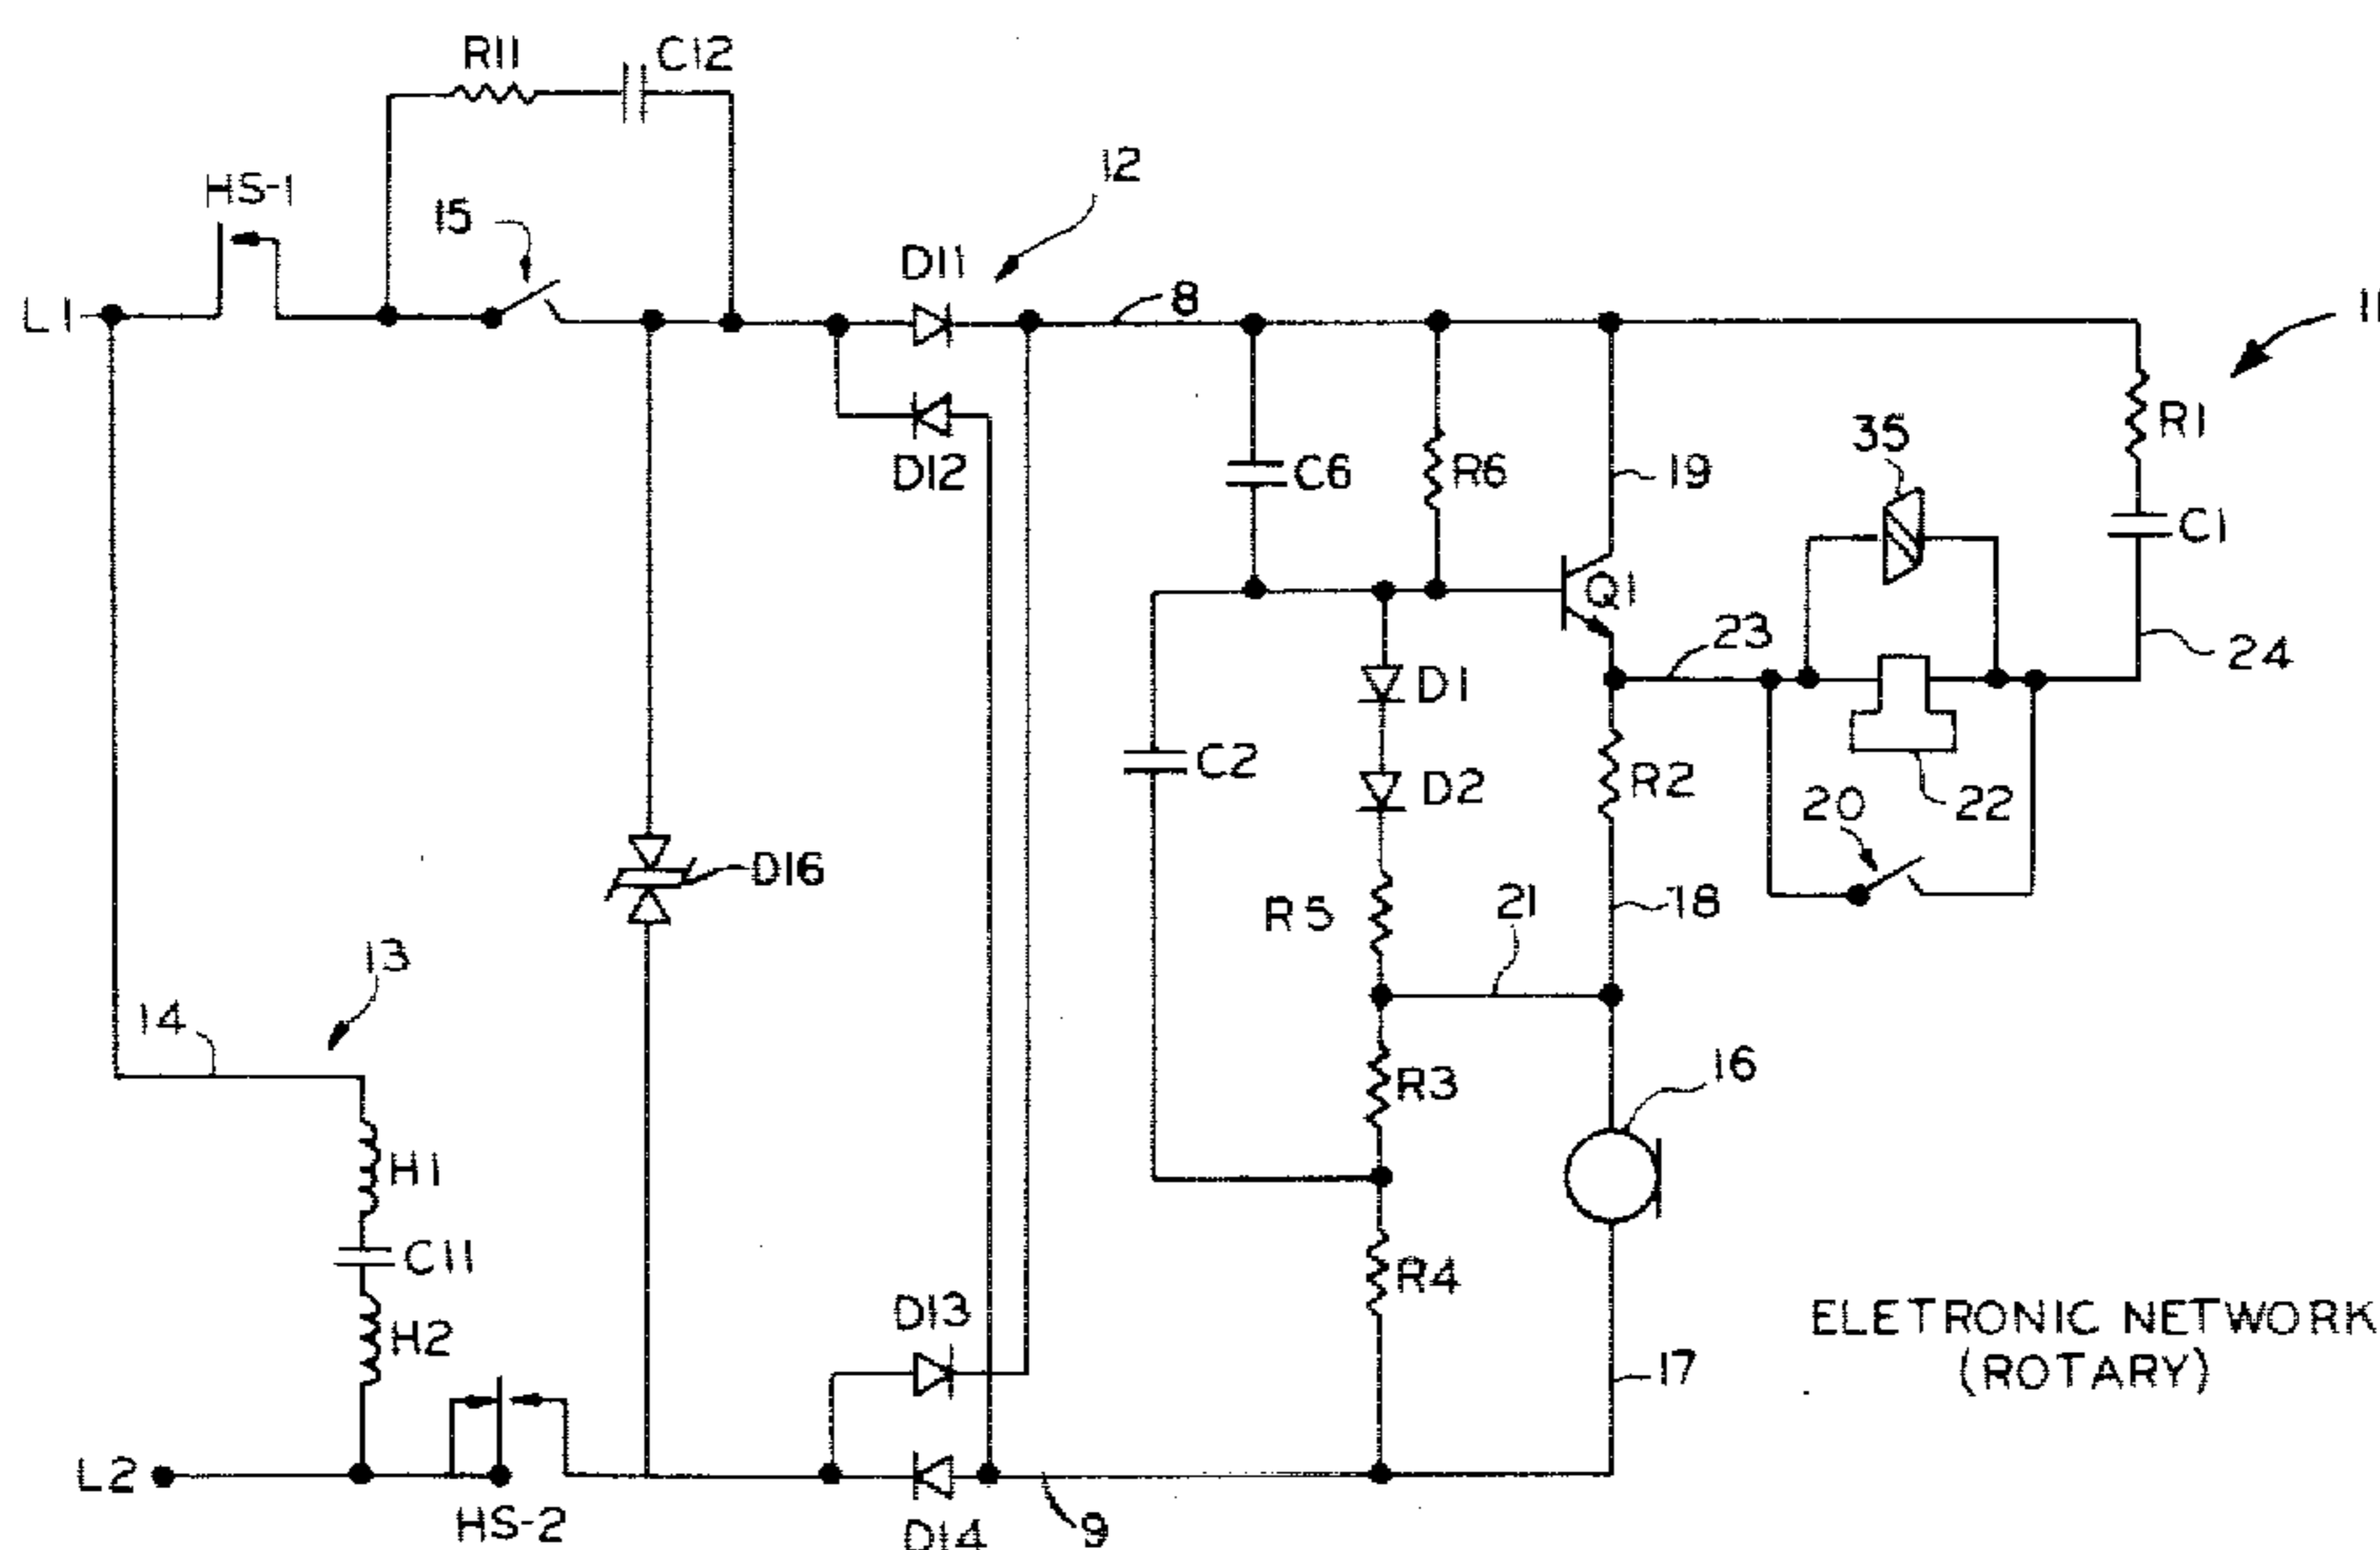 R11
C12
12
HS-1
15
D11
8
L1
11
R1
35
D12
C6
R6
19
C1
Q1
23
24
D1
C2
D2
R2
20
22
D16
R5
21
18
13
14
R3
16
H1
C11
R4
D13
H2
ELETRONIC NETWORK
(ROTARY)
17
L2
HS-2
D14
9